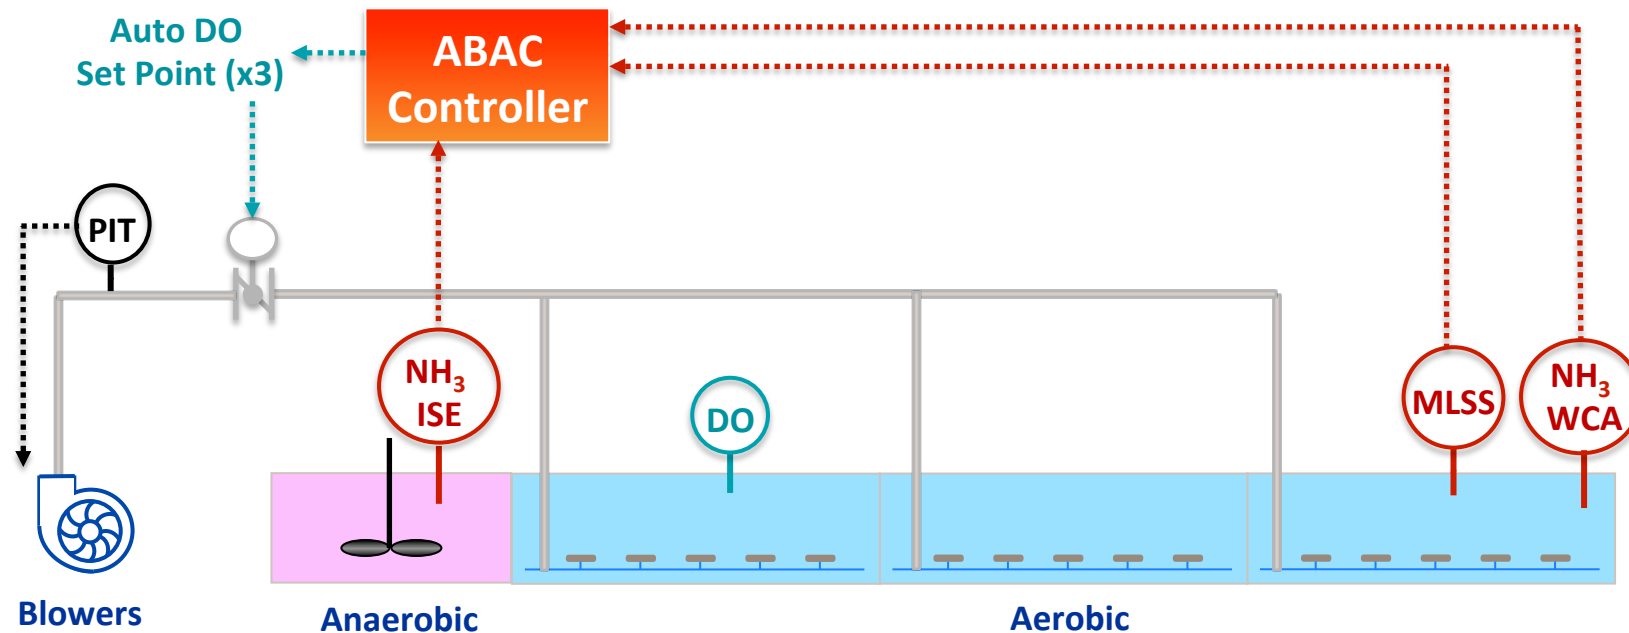 Auto DO
Set Point (x3)
ABAC
Controller
PIT
NH₃
ISE
DO
MLSS
NH₃
WCA
Blowers
Anaerobic
Aerobic